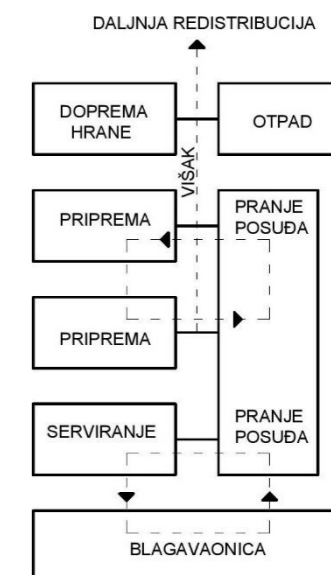 DALJNJA REDISTRIBUCIJA
DOPREMA
HRANE
OTPAD
VIŠAK
PRIPREMA
PRANJE
POSUĐA
PRIPREMA
SERVIRANJE
PRANJE
POSUĐA
BLAGAVAONICA